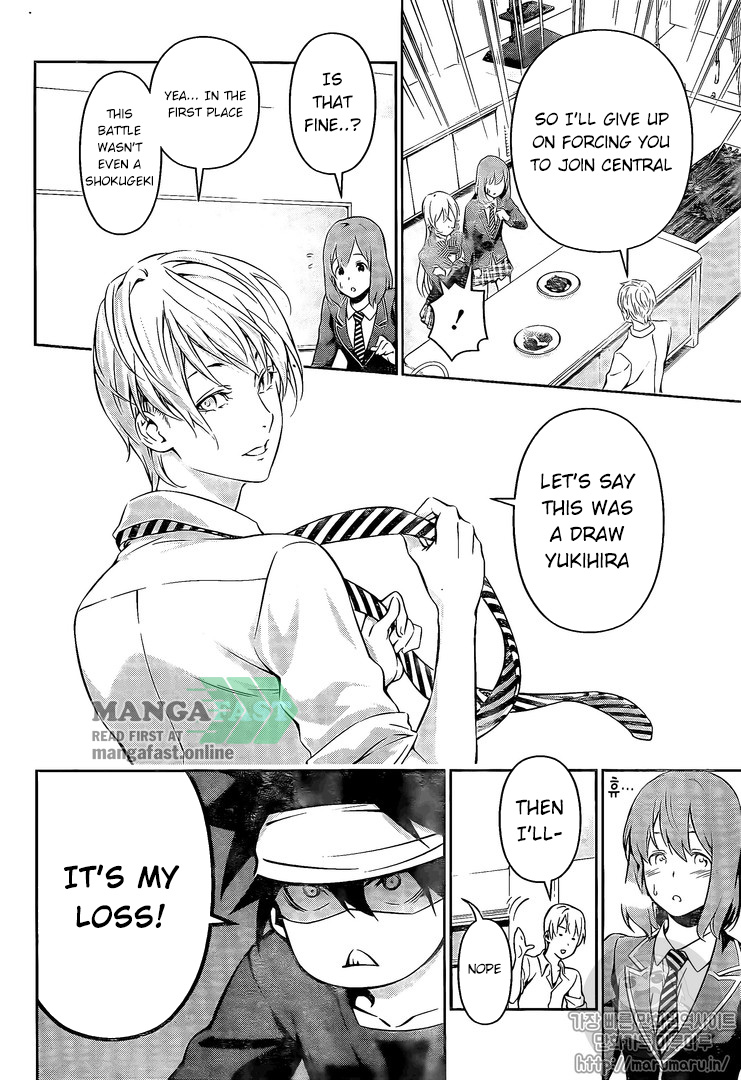 SO I'LL GIVE UP
ON FORCING YOU
TO JOIN CENTRAL
!
IS
THAT
FINE..?
YEA... IN THE
FIRST PLACE
THIS
BATTLE
WASN'T
EVEN A
SHOKUGEKI
LET'S SAY
THIS WAS
A DRAW
YUKIHIRA
MANGAFAST
READ FIRST AT
mangafast.online
휴...
THEN
I'LL-
NOPE
IT'S MY
LOSS!
http://marumaru.in/